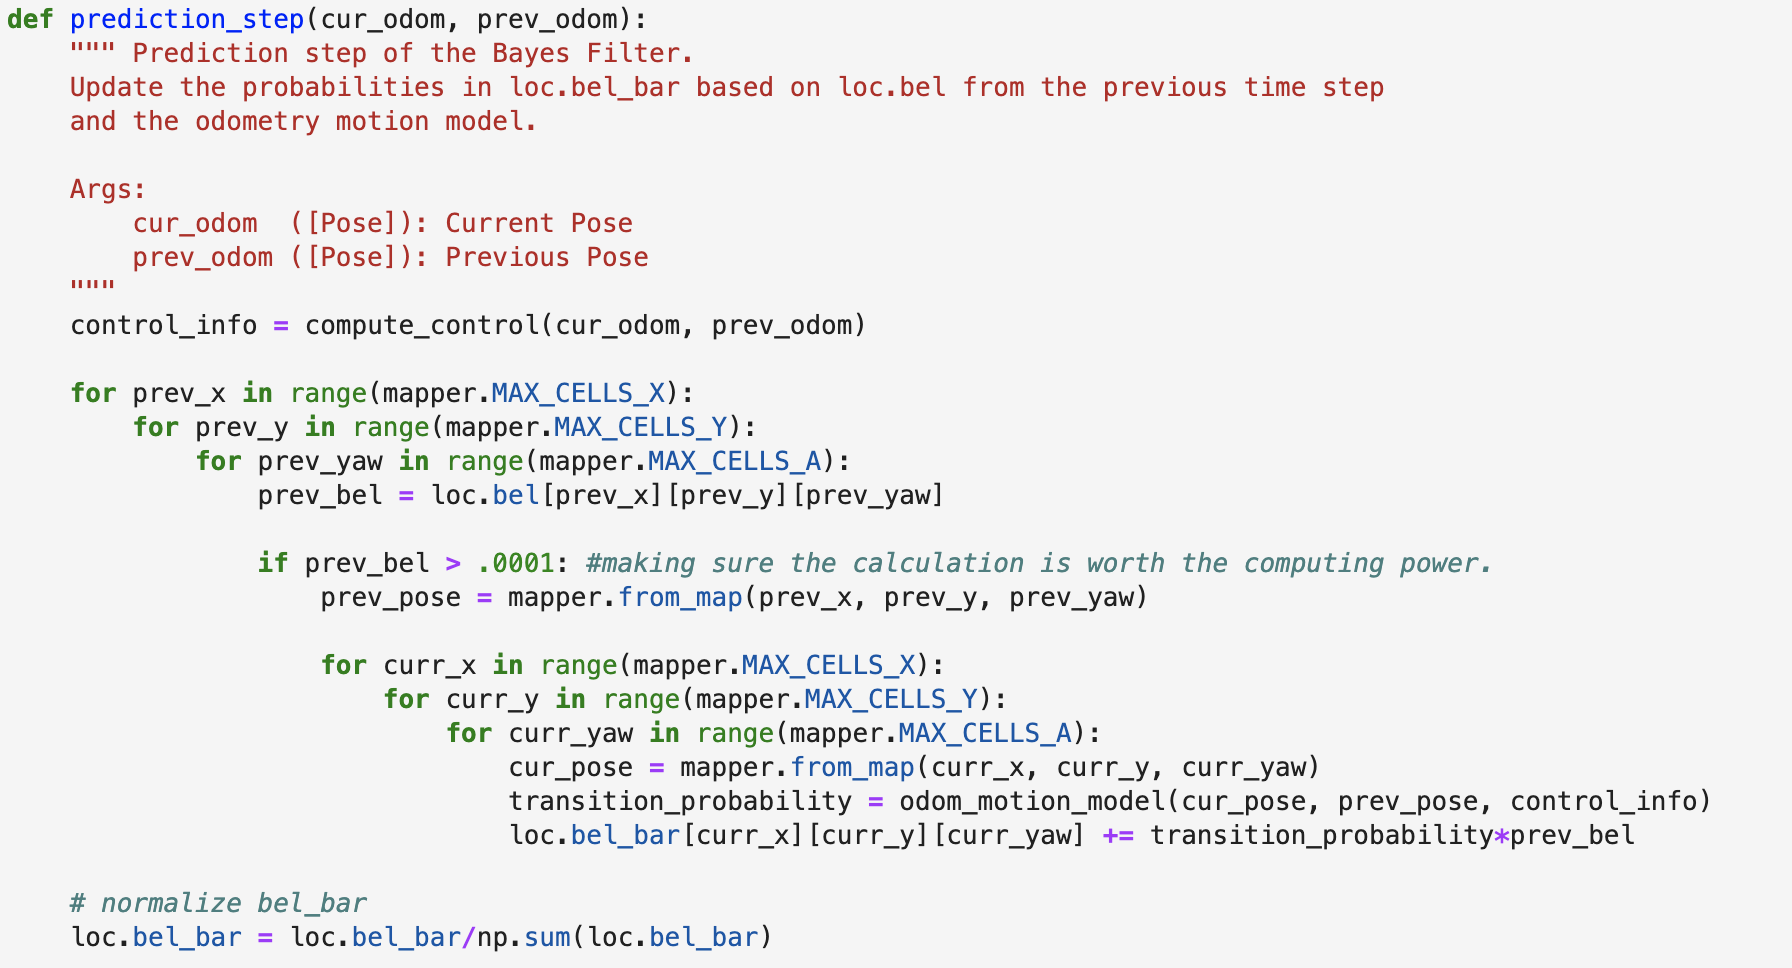 def prediction_step(cur_odom, prev_odom):
    """ Prediction step of the Bayes Filter.
    Update the probabilities in loc.bel_bar based on loc.bel from the previous time step
    and the odometry motion model.

    Args:
        cur_odom  ([Pose]): Current Pose
        prev_odom ([Pose]): Previous Pose
    """
    control_info = compute_control(cur_odom, prev_odom)

    for prev_x in range(mapper.MAX_CELLS_X):
        for prev_y in range(mapper.MAX_CELLS_Y):
            for prev_yaw in range(mapper.MAX_CELLS_A):
                prev_bel = loc.bel[prev_x][prev_y][prev_yaw]

                if prev_bel > .0001: #making sure the calculation is worth the computing power.
                    prev_pose = mapper.from_map(prev_x, prev_y, prev_yaw)

                    for curr_x in range(mapper.MAX_CELLS_X):
                        for curr_y in range(mapper.MAX_CELLS_Y):
                            for curr_yaw in range(mapper.MAX_CELLS_A):
                                cur_pose = mapper.from_map(curr_x, curr_y, curr_yaw)
                                transition_probability = odom_motion_model(cur_pose, prev_pose, control_info)
                                loc.bel_bar[curr_x][curr_y][curr_yaw] += transition_probability*prev_bel

    # normalize bel_bar
    loc.bel_bar = loc.bel_bar/np.sum(loc.bel_bar)